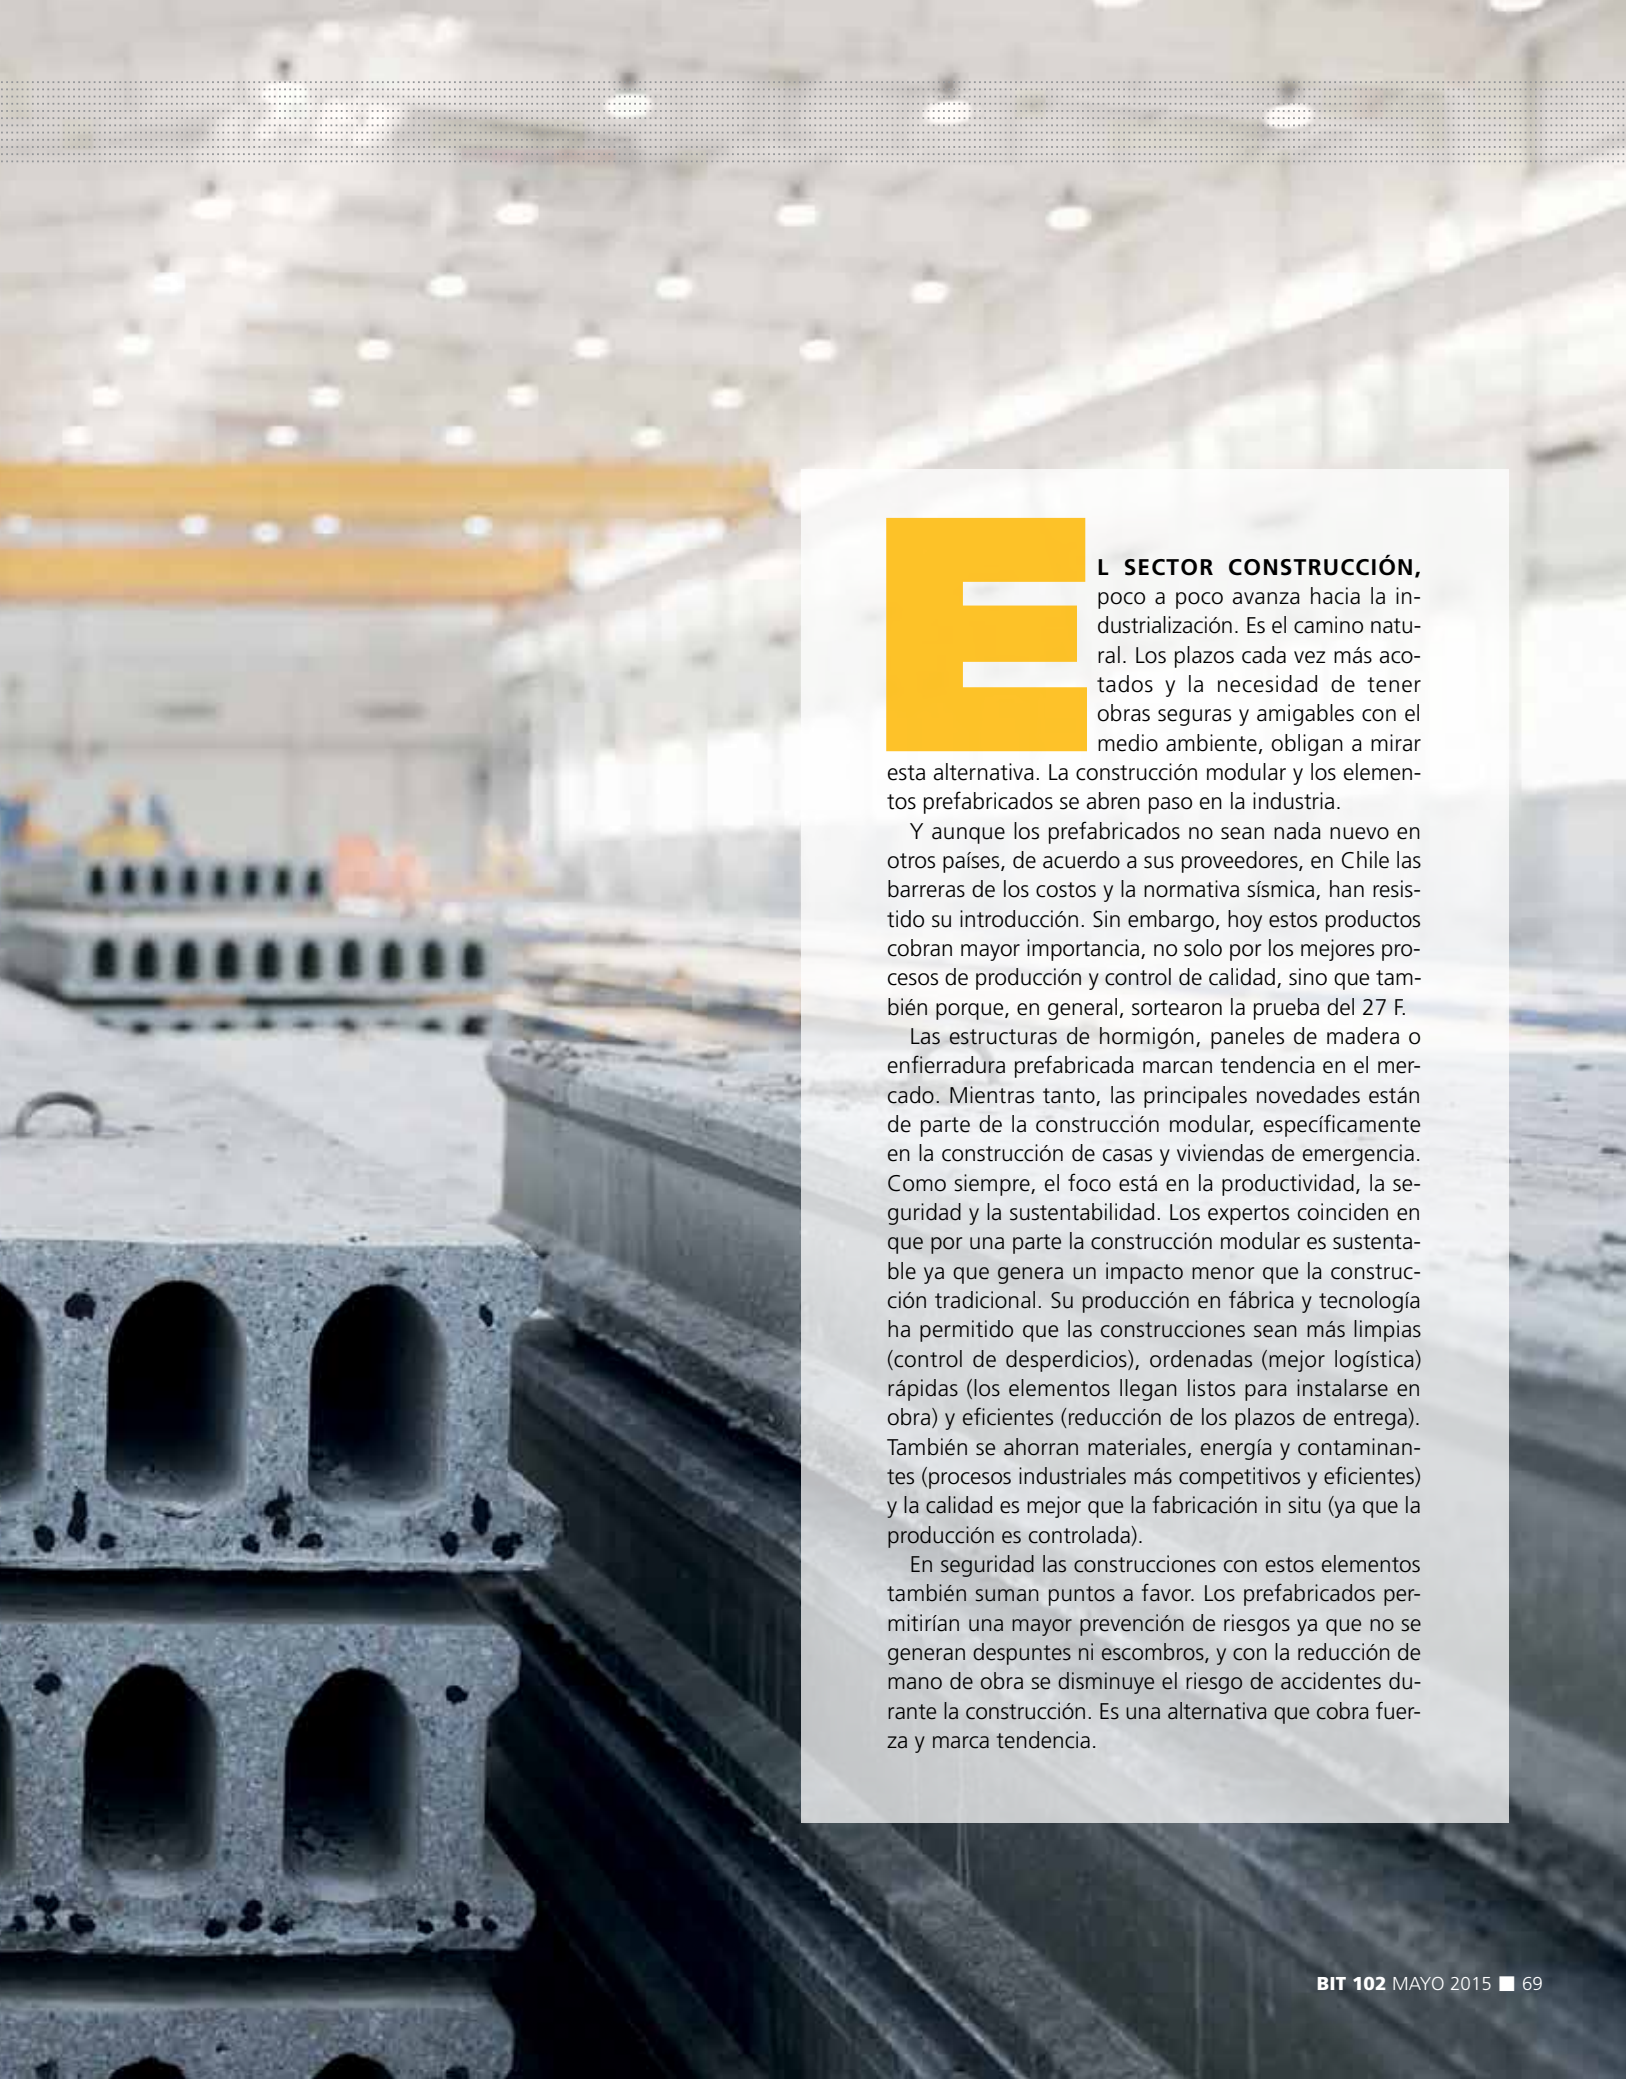 EL SECTOR CONSTRUCCIÓN,
poco a poco avanza hacia la in-
dustrialización. Es el camino natu-
ral. Los plazos cada vez más aco-
tados y la necesidad de tener
obras seguras y amigables con el
medio ambiente, obligan a mirar
esta alternativa. La construcción modular y los elemen-
tos prefabricados se abren paso en la industria.
Y aunque los prefabricados no sean nada nuevo en
otros países, de acuerdo a sus proveedores, en Chile las
barreras de los costos y la normativa sísmica, han resis-
tido su introducción. Sin embargo, hoy estos productos
cobran mayor importancia, no solo por los mejores pro-
cesos de producción y control de calidad, sino que tam-
bién porque, en general, sortearon la prueba del 27 F.
Las estructuras de hormigón, paneles de madera o
enfierradura prefabricada marcan tendencia en el mer-
cado. Mientras tanto, las principales novedades están
de parte de la construcción modular, específicamente
en la construcción de casas y viviendas de emergencia.
Como siempre, el foco está en la productividad, la se-
guridad y la sustentabilidad. Los expertos coinciden en
que por una parte la construcción modular es sustenta-
ble ya que genera un impacto menor que la construc-
ción tradicional. Su producción en fábrica y tecnología
ha permitido que las construcciones sean más limpias
(control de desperdicios), ordenadas (mejor logística)
rápidas (los elementos llegan listos para instalarse en
obra) y eficientes (reducción de los plazos de entrega).
También se ahorran materiales, energía y contaminan-
tes (procesos industriales más competitivos y eficientes)
y la calidad es mejor que la fabricación in situ (ya que la
producción es controlada).
En seguridad las construcciones con estos elementos
también suman puntos a favor. Los prefabricados per-
mitirían una mayor prevención de riesgos ya que no se
generan despuntes ni escombros, y con la reducción de
mano de obra se disminuye el riesgo de accidentes du-
rante la construcción. Es una alternativa que cobra fuer-
za y marca tendencia.
BIT 102 MAYO 2015 ■ 69